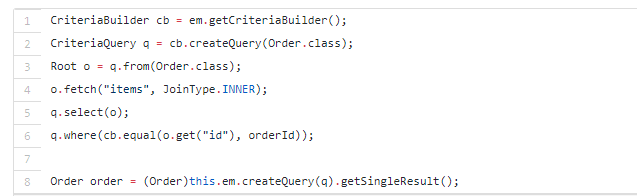 1 CriteriaBuilder cb = em.getCriteriaBuilder();
2 CriteriaQuery q = cb.createQuery(Order.class);
3 Root o = q.from(Order.class);
4 o.fetch("items", JoinType.INNER);
5 q.select(o);
6 q.where(cb.equal(o.get("id"), orderId));
7
8 Order order = (Order)this.em.createQuery(q).getSingleResult();